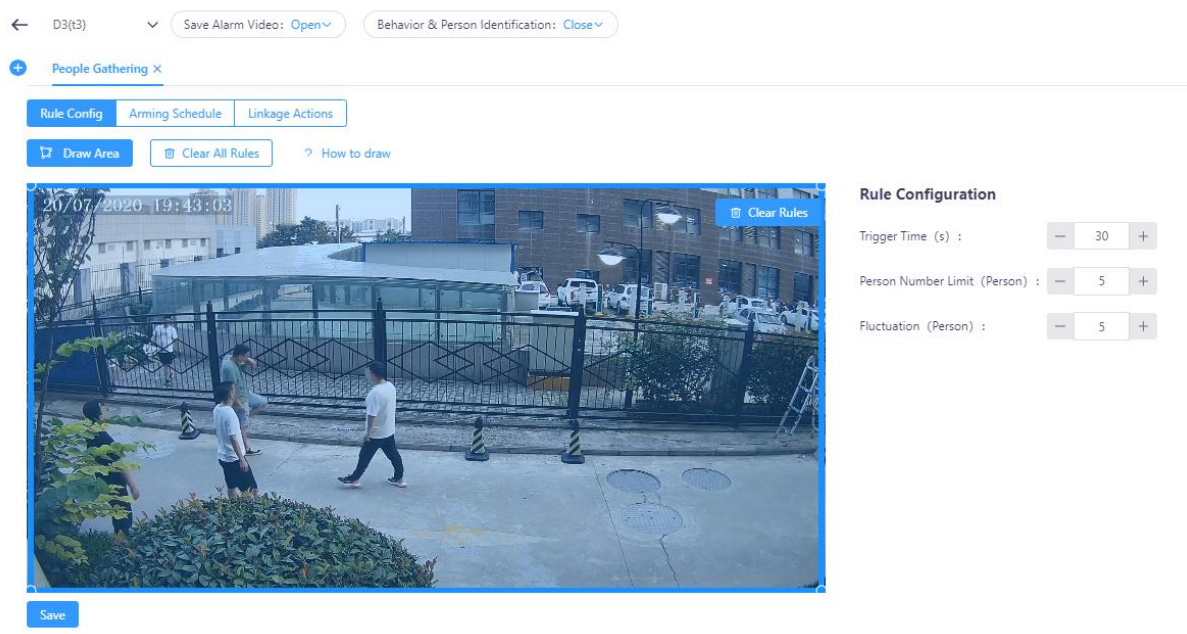 D3(t3) Save Alarm Video: Open Behavior & Person Identification: Close
People Gathering ×
Rule Config Arming Schedule Linkage Actions
Draw Area Clear All Rules ? How to draw
20/07/2020 19:43:03
Clear Rules
Rule Configuration
Trigger Time (s) : — 30 +
Person Number Limit (Person) : — 5 +
Fluctuation (Person) : — 5 +
Save